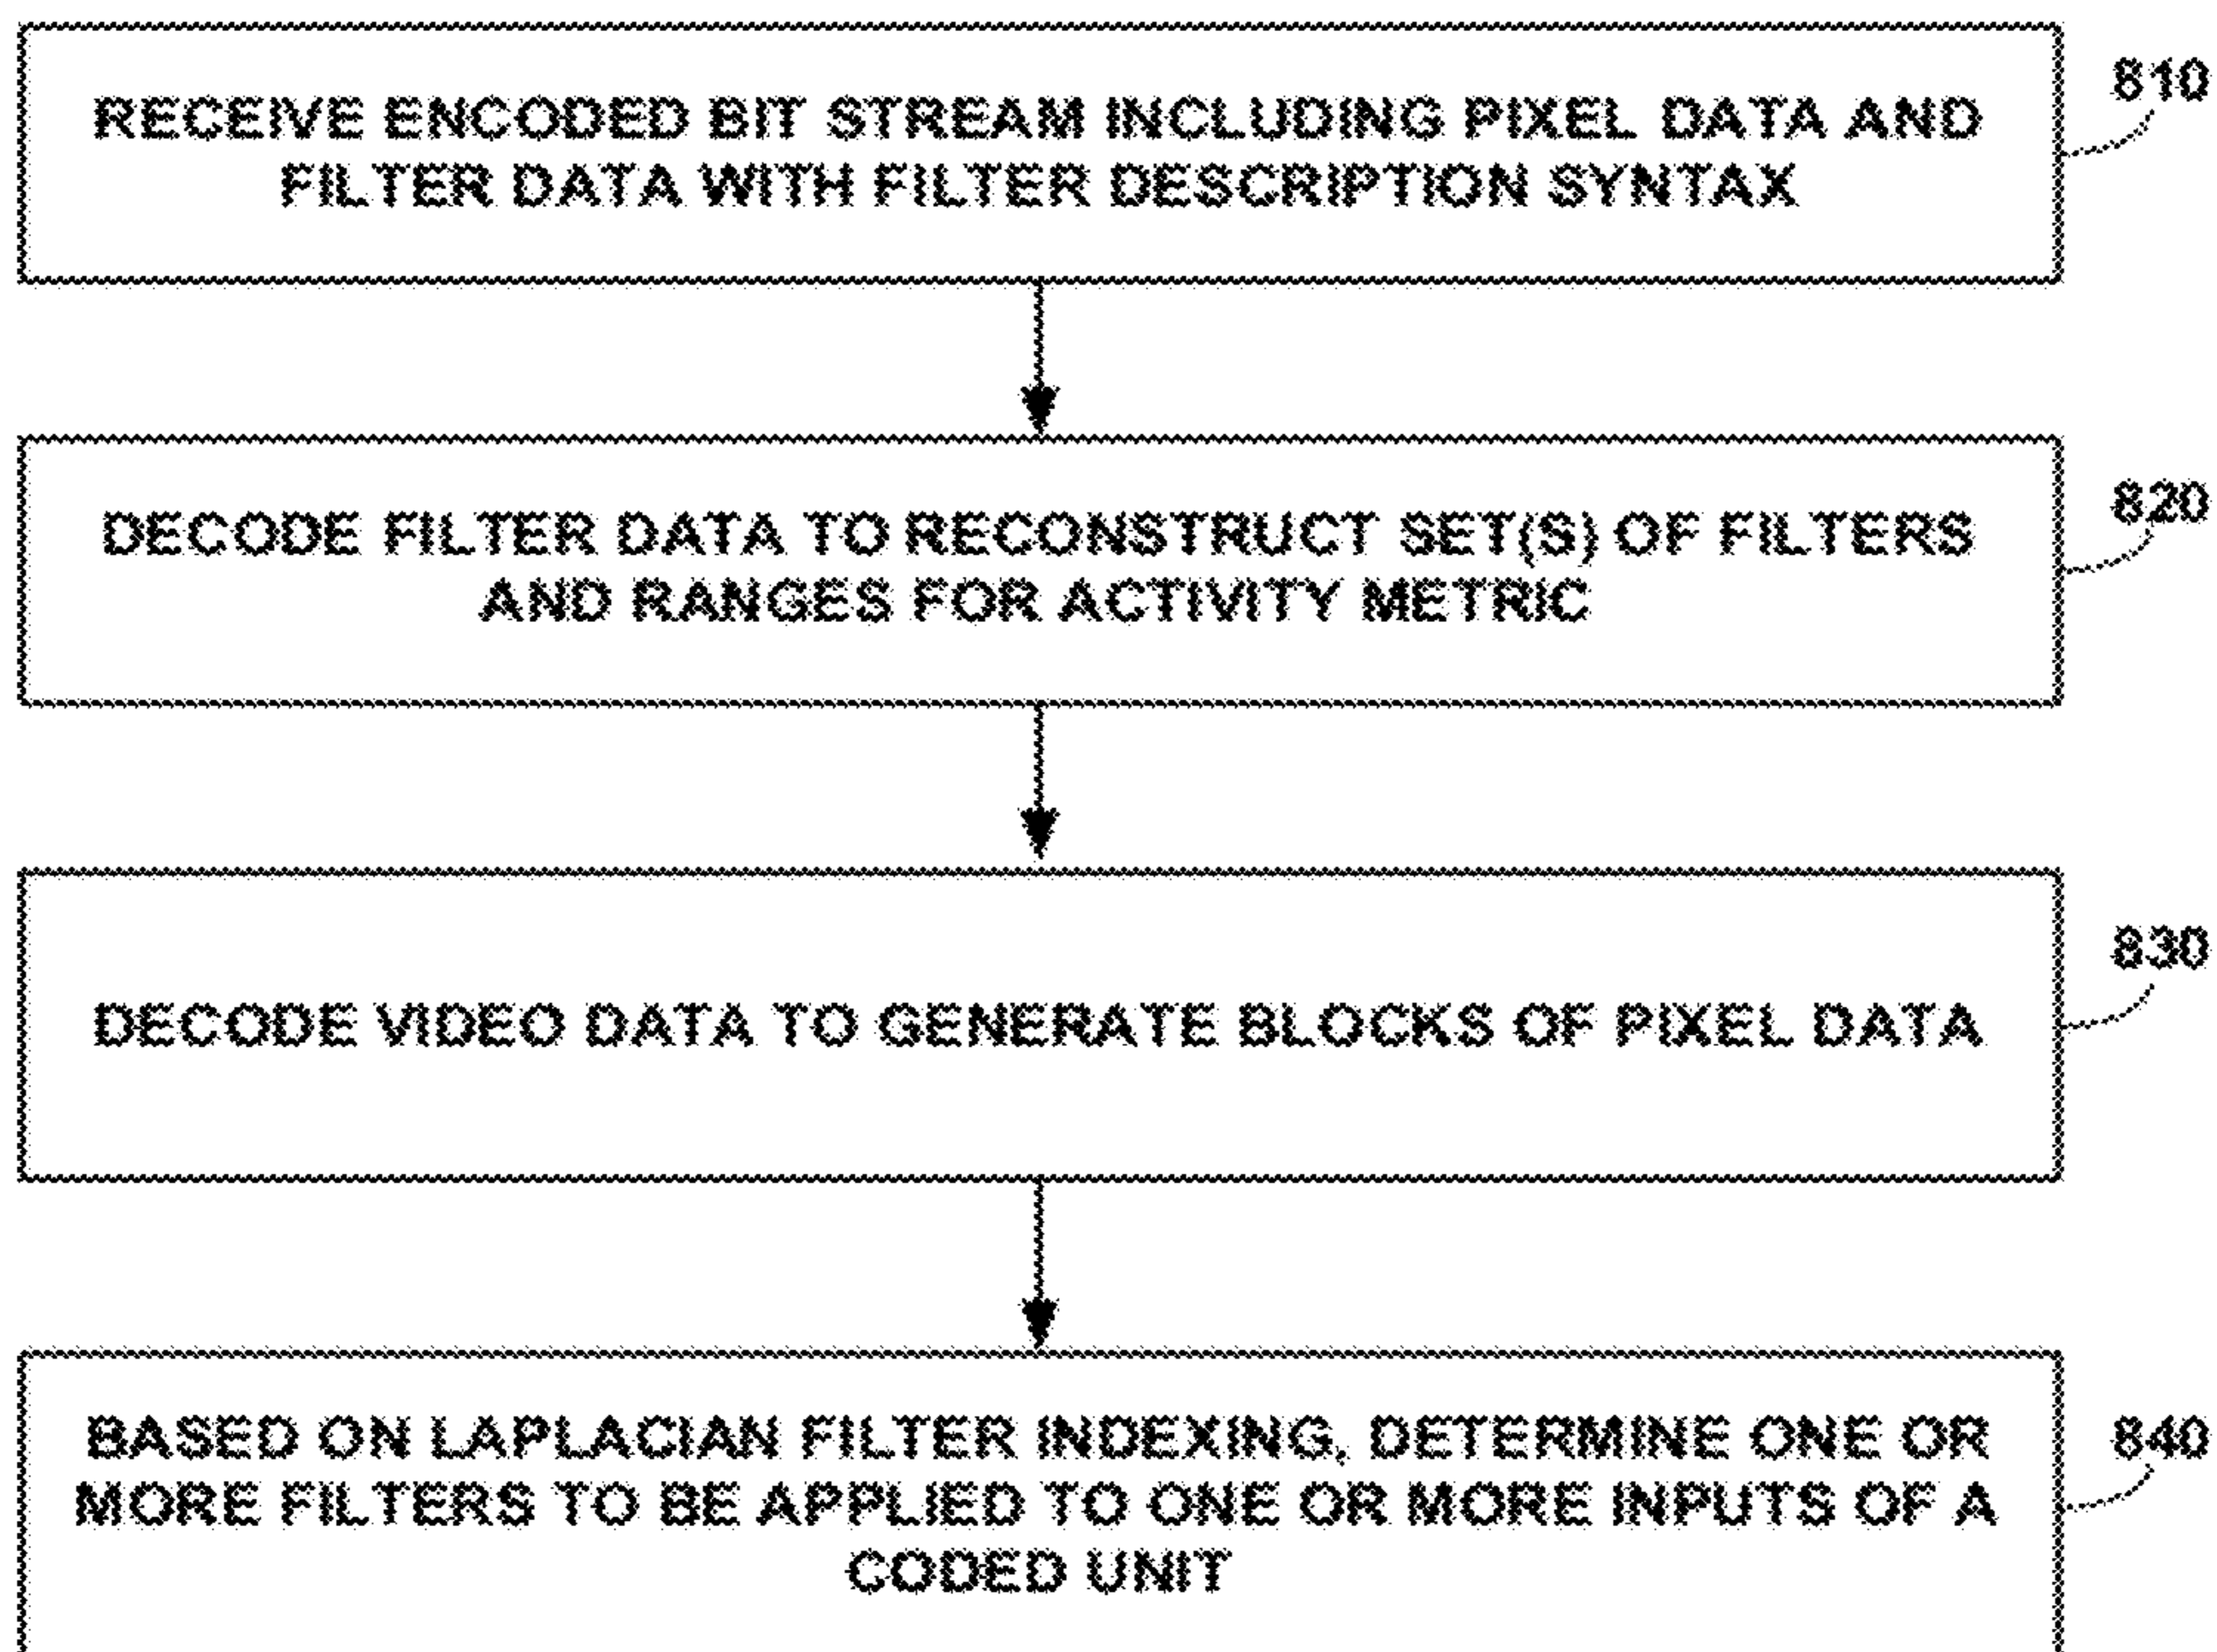 810
RECEIVE ENCODED BIT STREAM INCLUDING PIXEL DATA AND
FILTER DATA WITH FILTER DESCRIPTION SYNTAX
820
DECODE FILTER DATA TO RECONSTRUCT SET(S) OF FILTERS
AND RANGES FOR ACTIVITY METRIC
830
DECODE VIDEO DATA TO GENERATE BLOCKS OF PIXEL DATA
840
BASED ON LAPLACIAN FILTER INDEXING, DETERMINE ONE OR
MORE FILTERS TO BE APPLIED TO ONE OR MORE INPUTS OF A
CODED UNIT